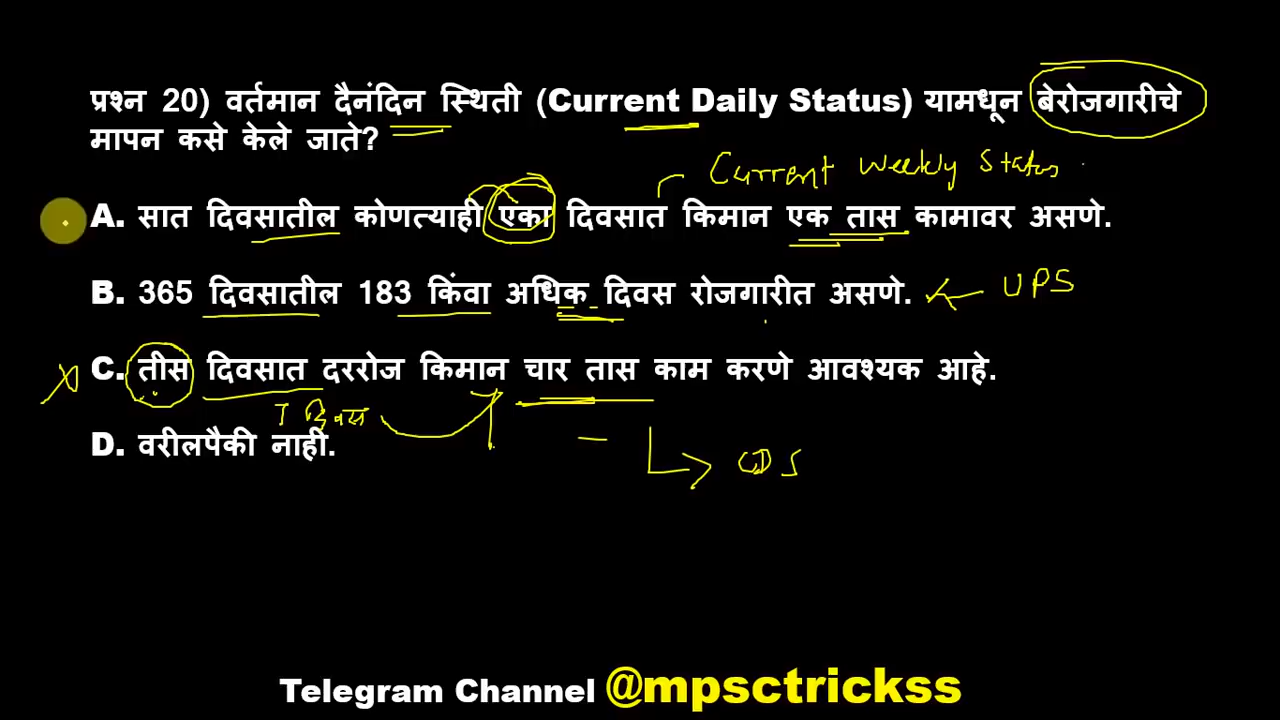 प्रश्न 20) वर्तमान दैनंदिन स्थिती (Current Daily Status) यामधून बेरोजगारीचे
मापन कसे केले जाते?
Current Weekly Status
A. सात दिवसातील कोणत्याही एका दिवसात किमान एक तास कामावर असणे.
B. 365 दिवसातील 183 किंवा अधिक दिवस रोजगारीत असणे.
UPS
C. तीस दिवसात दररोज किमान चार तास काम करणे आवश्यक आहे.
D. वरीलपैकी नाही.
CDS
Telegram Channel @mpsctrickss